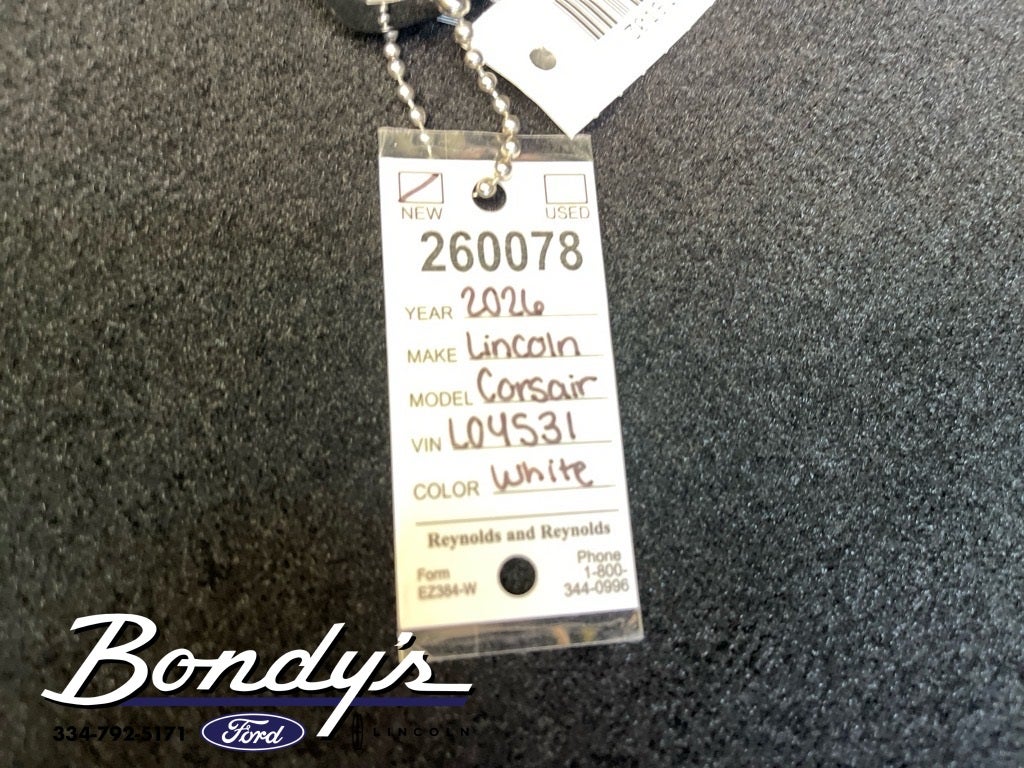 NEW USED
260078
YEAR 2026
MAKE Lincoln
MODEL Corsair
VIN L04531
COLOR White
Reynolds and Reynolds
Form
EZ384-W
Phone
1-800-
344-0996
Bondy's
334-792-5171 Ford LINCOLN